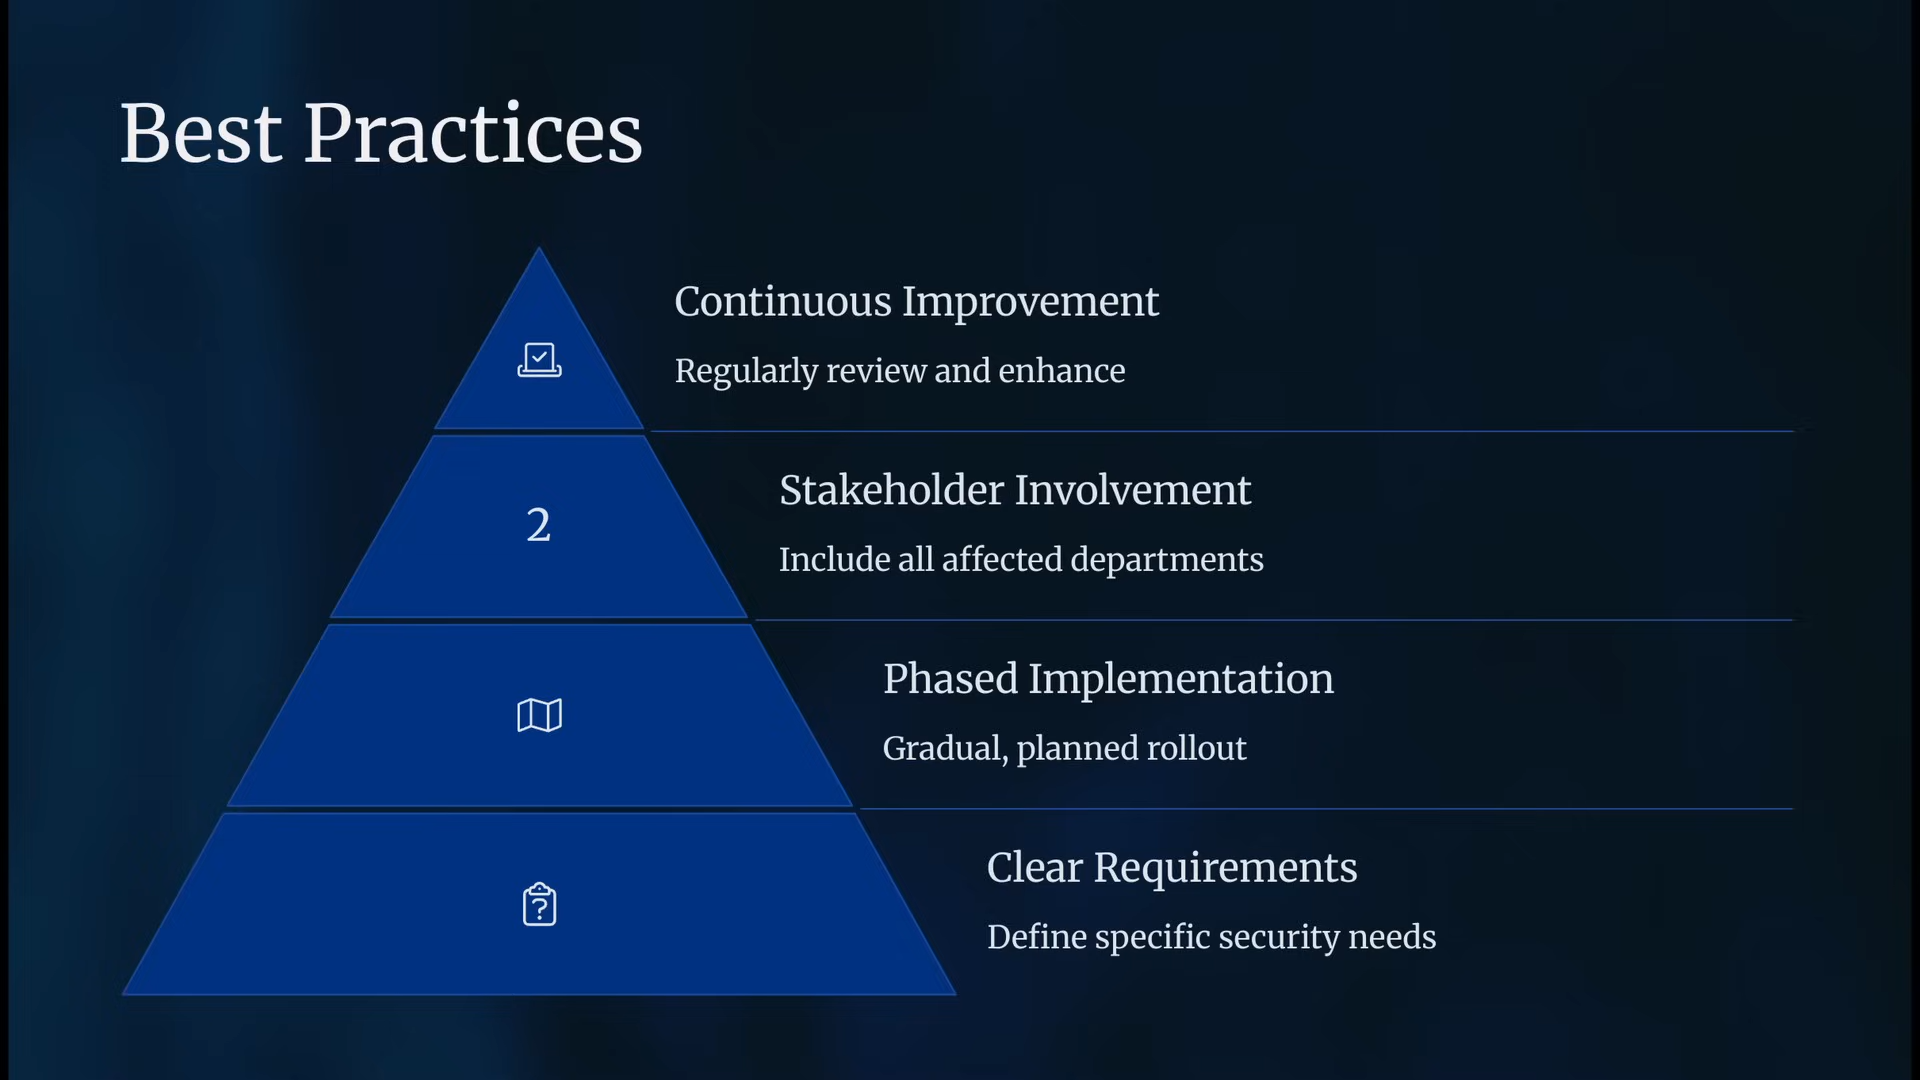 Best Practices
Continuous Improvement
Regularly review and enhance
2
Stakeholder Involvement
Include all affected departments
Phased Implementation
Gradual, planned rollout
?
Clear Requirements
Define specific security needs